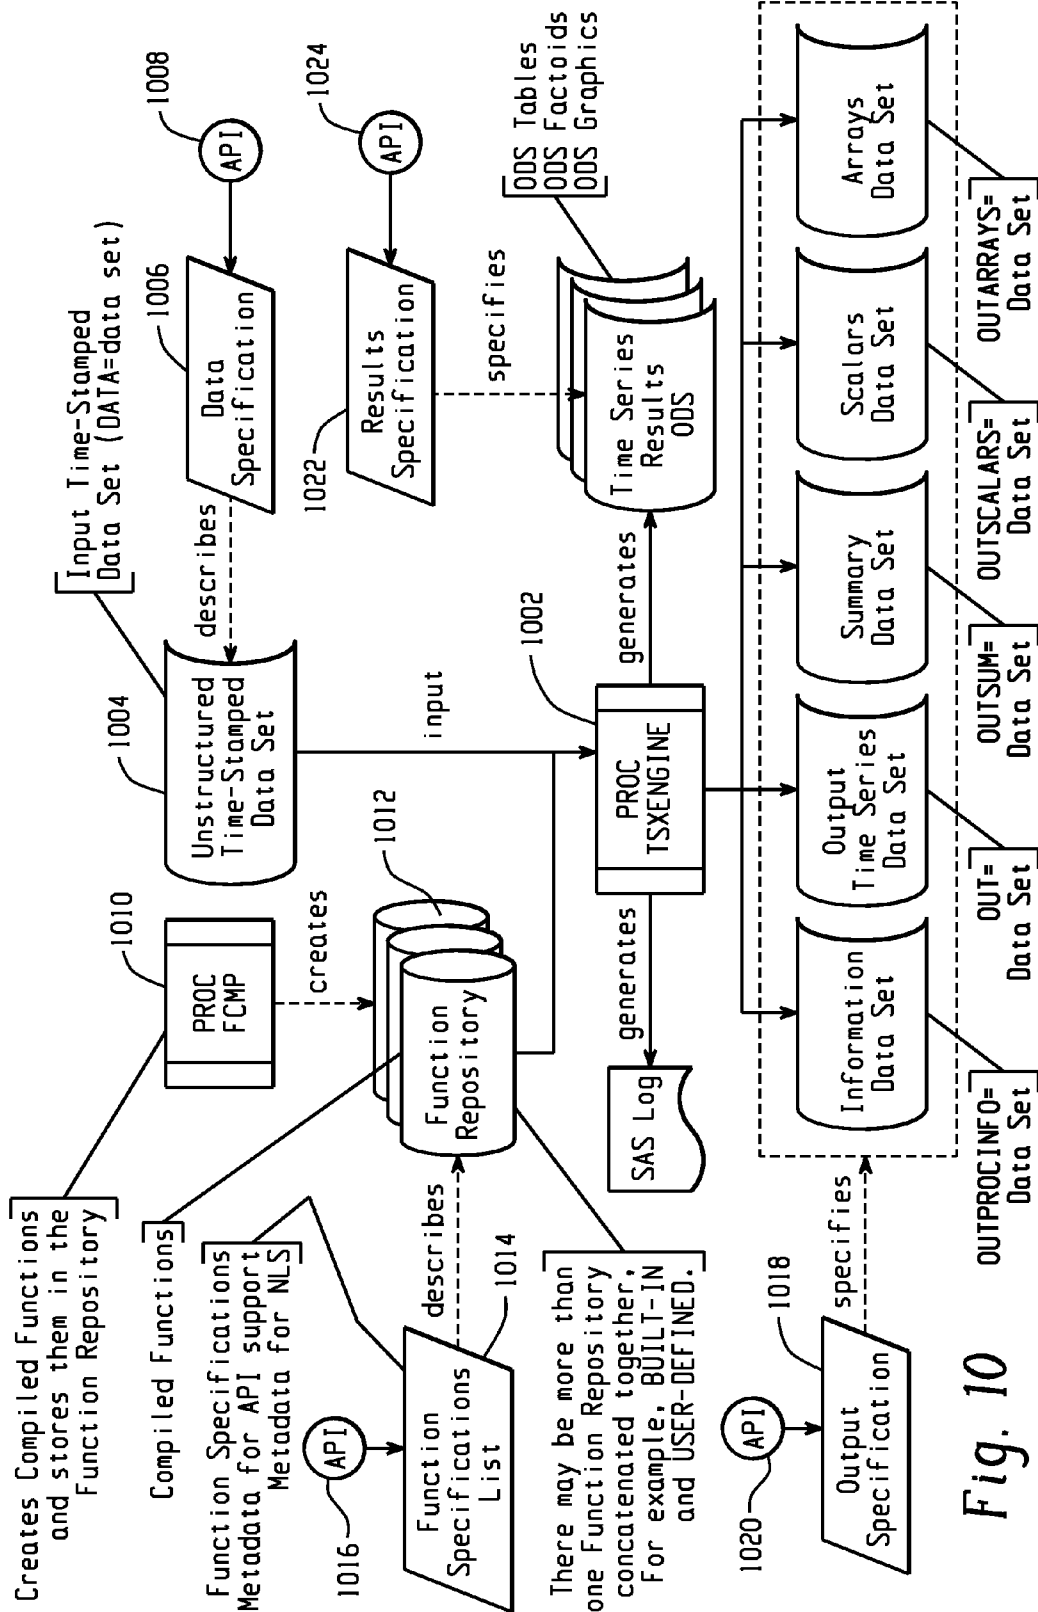 Creates Compiled Functions
and stores them in the
Function Repository
Compiled Functions
Function Specifications
Metadata for API support
Metadata for NLS
1016
API
Function
Specifications
List
1014
describes
There may be more than
one Function Repository
concatenated together,
For example, BUILT-IN
and USER-DEFINED.
1010
PROC
FCMP
creates
1012
Function
Repository
1004
Unstructured
Time-Stamped
Data Set
Input Time-Stamped
Data Set (DATA=data set)
describes
1006
Data
Specification
1008
API
1022
Results
Specification
1024
API
specifies
input
1002
PROC
TSXENGINE
generates
SAS Log
generates
Time Series
Results
ODS
ODS Tables
ODS Factoids
ODS Graphics
1020
API
1018
Output
Specification
specifies
Information
Data Set
Output
Time Series
Data Set
Summary
Data Set
Scalars
Data Set
Arrays
Data Set
OUTPROCINFO=
Data Set
OUT=
Data Set
OUTSUM=
Data Set
OUTSCALARS=
Data Set
OUTARRAYS=
Data Set
Fig. 10